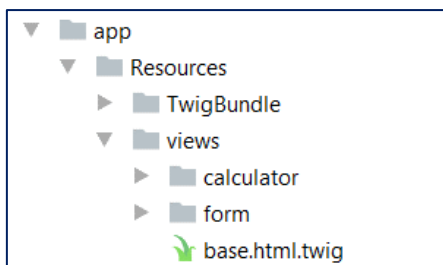 app
Resources
TwigBundle
views
calculator
form
base.html.twig